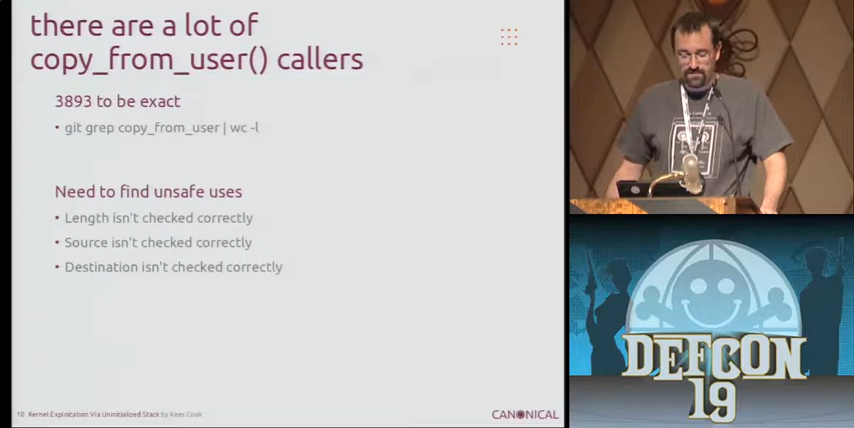 there are a lot of
copy_from_user() callers
3893 to be exact
• git grep copy_from_user | wc -l
Need to find unsafe uses
• Length isn't checked correctly
• Source isn't checked correctly
• Destination isn't checked correctly
10 Kernel Exploitation Via Uninitialized Stack by Kees Cook
CANONICAL
DEFCON
19